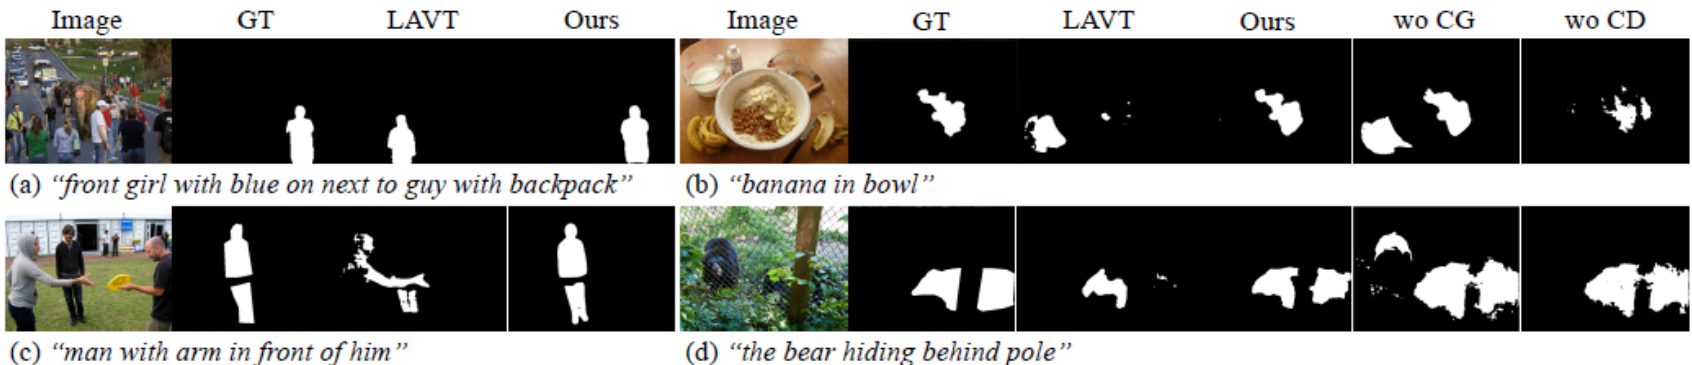 Image GT LAVT Ours Image GT LAVT Ours wo CG wo CD
(a) “front girl with blue on next to guy with backpack” (b) “banana in bowl”
(c) “man with arm in front of him” (d) “the bear hiding behind pole”